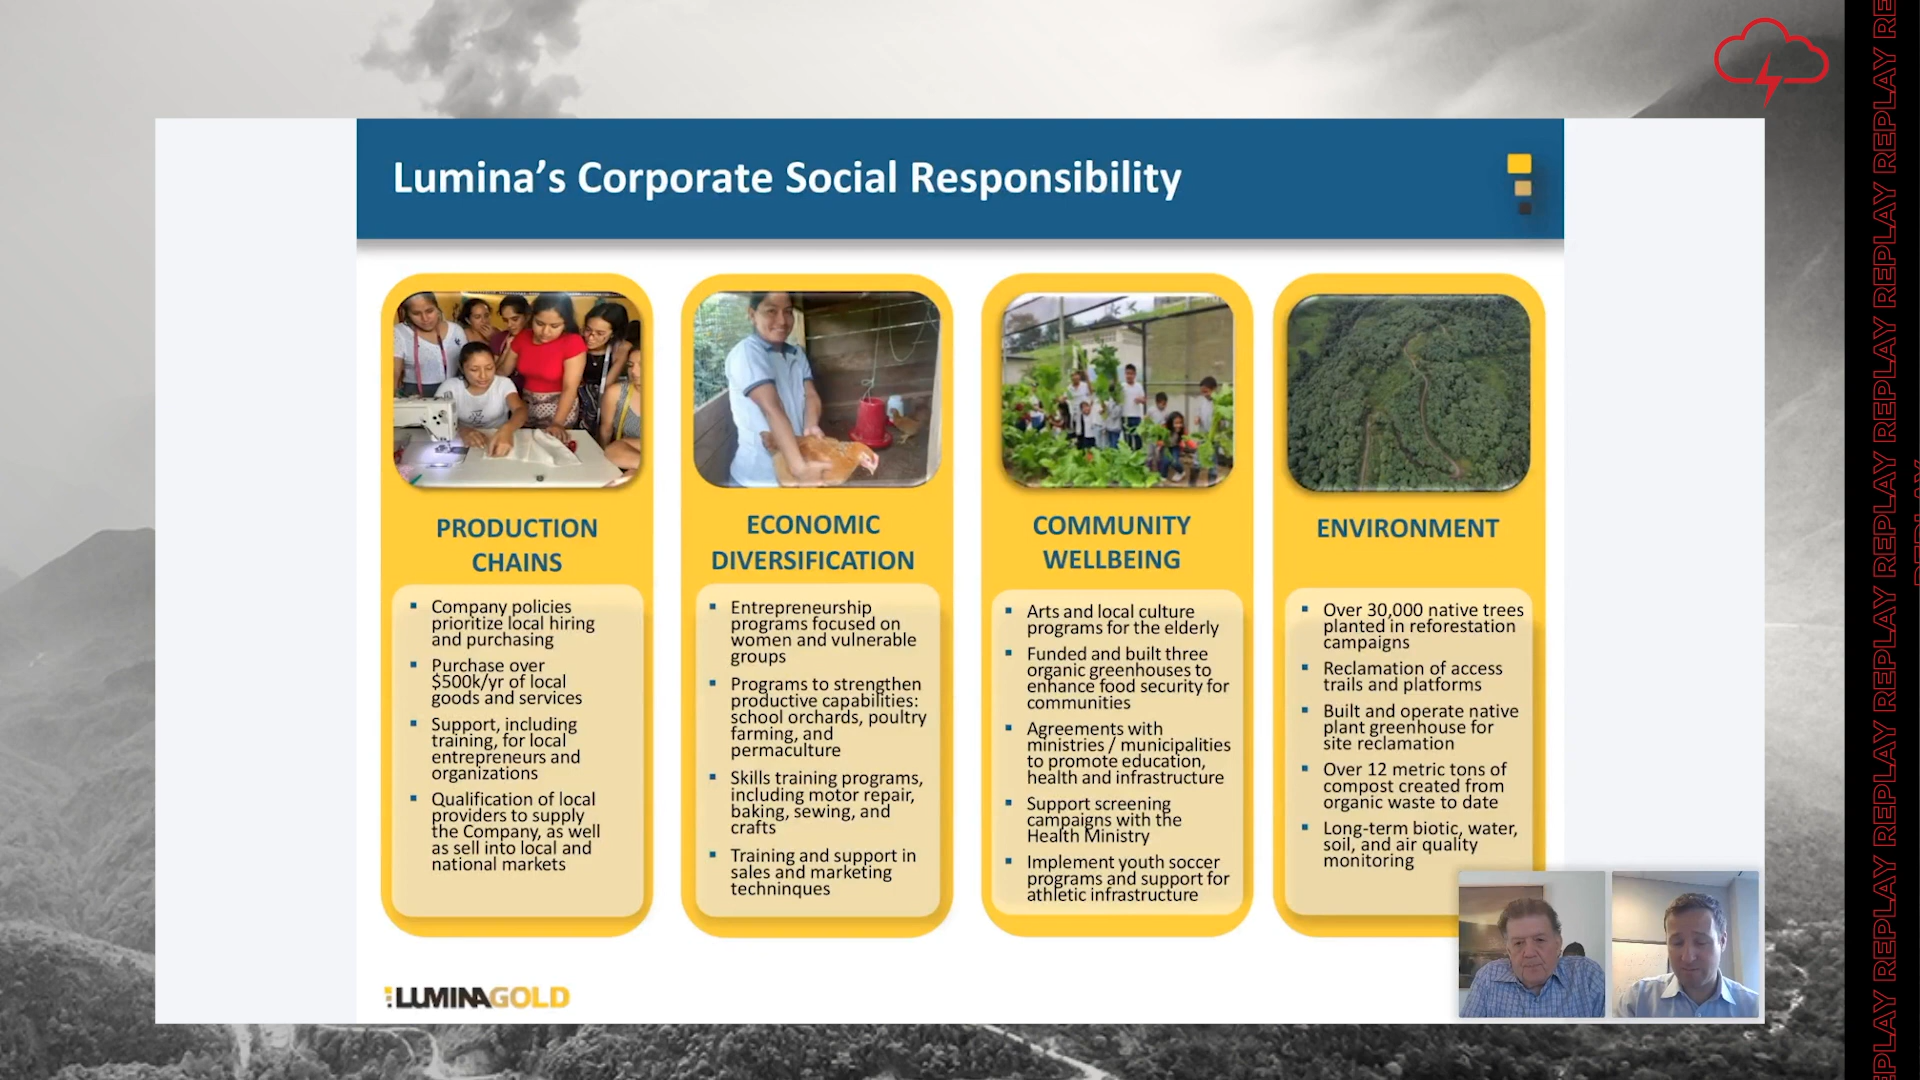 Lumina’s Corporate Social Responsibility
PRODUCTION
CHAINS
Company policies
prioritize local hiring
and purchasing
Purchase over
$500k/yr of local
goods and services
Support, including
training, for local
entrepreneurs and
organizations
Qualification of local
providers to supply
the Company, as well
as sell into local and
national markets
ECONOMIC
DIVERSIFICATION
Entrepreneurship
programs focused on
women and vulnerable
groups
Programs to strengthen
productive capabilities:
school orchards, poultry
farming, and
permaculture
Skills training programs,
including motor repair,
baking, sewing, and
crafts
Training and support in
sales and marketing
techninques
COMMUNITY
WELLBEING
Arts and local culture
programs for the elderly
Funded and built three
organic greenhouses to
enhance food security for
communities
Agreements with
ministries / municipalities
to promote education,
health and infrastructure
Support screening
campaigns with the
Health Ministry
Implement youth soccer
programs and support for
athletic infrastructure
ENVIRONMENT
Over 30,000 native trees
planted in reforestation
campaigns
Reclamation of access
trails and platforms
Built and operate native
plant greenhouse for
site reclamation
Over 12 metric tons of
compost created from
organic waste to date
Long-term biotic, water,
soil, and air quality
monitoring
LUMINAGOLD
REPLAY REPLAY REPLAY REPLAY REPLAY REPLAY REPLAY REPLAY